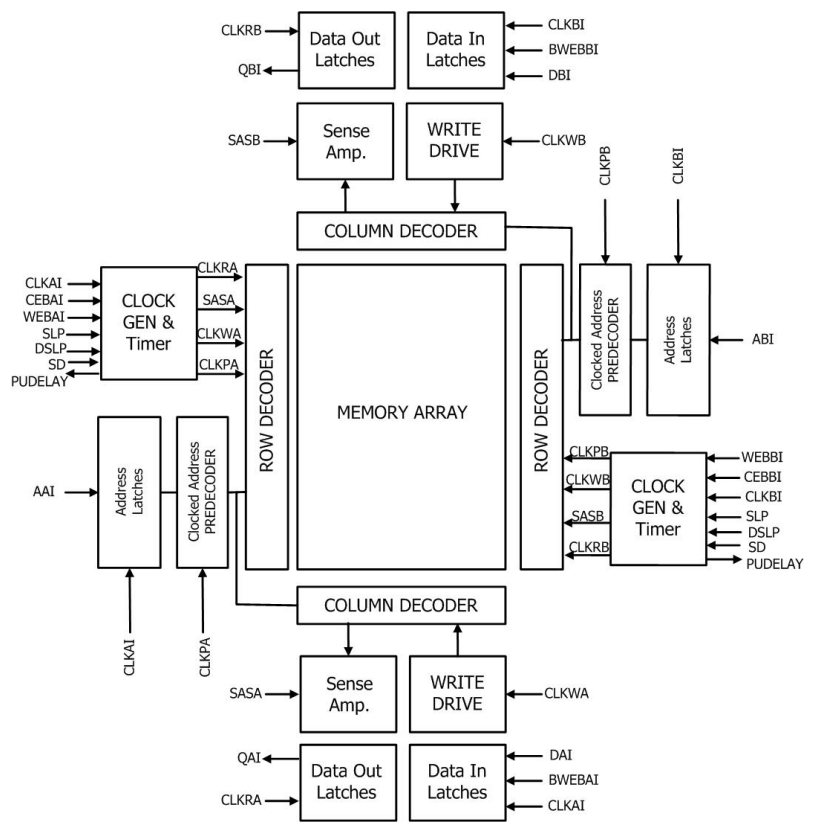 CLKRB
QBI
Data Out
Latches
Data In
Latches
CLKBI
BWEBBI
DBI
SASB
Sense
Amp.
WRITE
DRIVE
CLKWB
CLKPB
CLKBI
COLUMN DECODER
CLKAI
CEBAI
WEBAI
SLP
DSLP
SD
PUDELAY
CLOCK
GEN &
Timer
CLKRA
SASA
CLKWA
CLKPA
ROW DECODER
MEMORY ARRAY
ROW DECODER
Clocked Address
PREDECODER
Address
Latches
ABI
AAI
Address
Latches
Clocked Address
PREDECODER
CLKAI
CLKPA
CLKPB
CLKWB
SASB
CLKRB
CLOCK
GEN &
Timer
WEBBI
CEBBI
CLKBI
SLP
DSLP
SD
PUDELAY
COLUMN DECODER
SASA
Sense
Amp.
WRITE
DRIVE
CLKWA
QAI
CLKRA
Data Out
Latches
Data In
Latches
DAI
BWEBAI
CLKAI